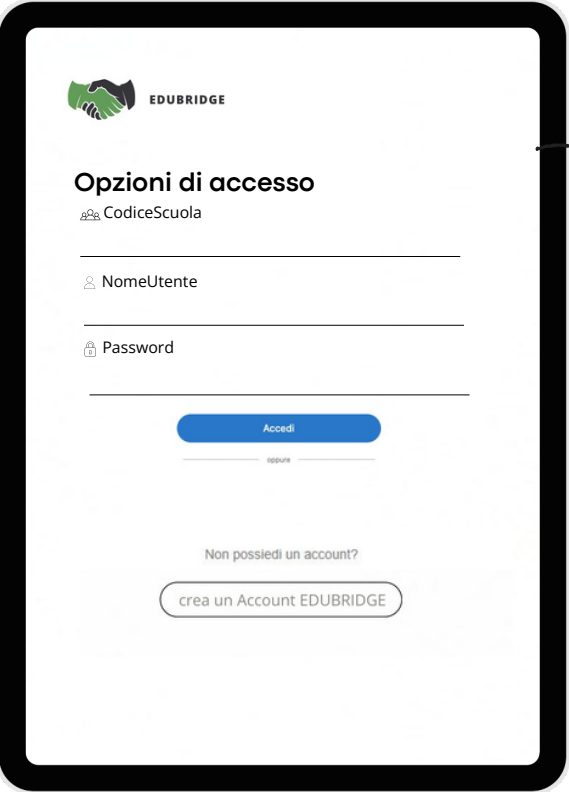 EDUBRIDGE
Opzioni di accesso
CodiceScuola
NomeUtente
Password
Accedi
oppure
Non possiedi un account?
crea un Account EDUBRIDGE